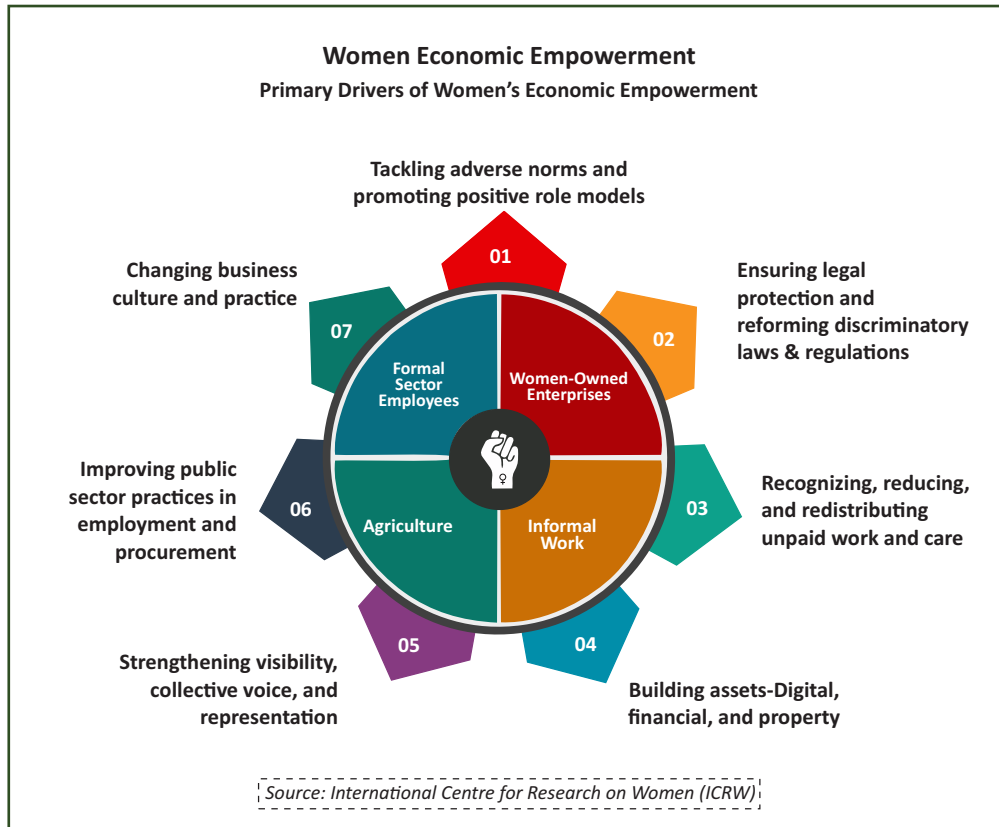 Women Economic Empowerment
Primary Drivers of Women's Economic Empowerment
Tackling adverse norms and
promoting positive role models
01
Ensuring legal
protection and
reforming discriminatory
laws & regulations
02
Recognizing, reducing,
and redistributing
unpaid work and care
03
Building assets-Digital,
financial, and property
04
Strengthening visibility,
collective voice, and
representation
05
Improving public
sector practices in
employment and
procurement
06
Changing business
culture and practice
07
Formal
Sector
Employees
Women-Owned
Enterprises
Agriculture
Informal
Work
Source: International Centre for Research on Women (ICRW)